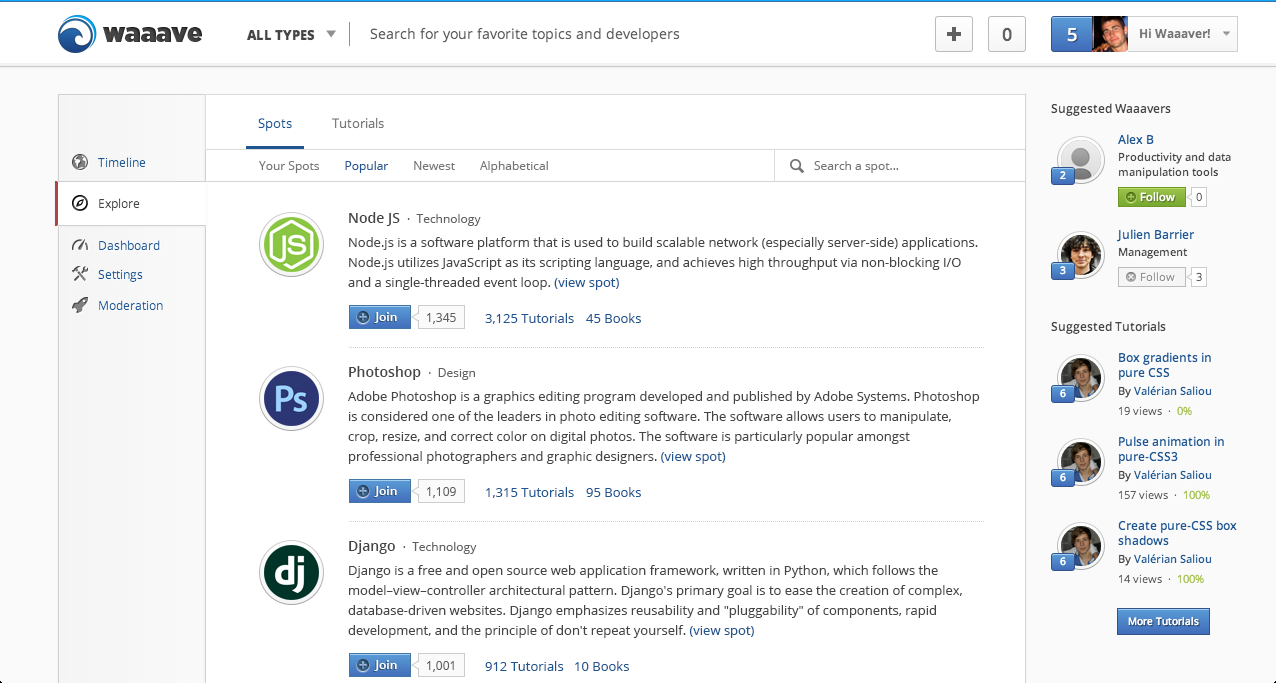 waaave
ALL TYPES
Search for your favorite topics and developers
0
5
Hi Waaaver!
Timeline
Explore
Dashboard
Settings
Moderation
Spots
Tutorials
Your Spots
Popular
Newest
Alphabetical
Search a spot...
JS
Node JS · Technology
Node.js is a software platform that is used to build scalable network (especially server-side) applications.
Node.js utilizes JavaScript as its scripting language, and achieves high throughput via non-blocking I/O
and a single-threaded event loop. (view spot)
Join
1,345
3,125 Tutorials
45 Books
Ps
Photoshop · Design
Adobe Photoshop is a graphics editing program developed and published by Adobe Systems. Photoshop
is considered one of the leaders in photo editing software. The software allows users to manipulate,
crop, resize, and correct color on digital photos. The software is particularly popular amongst
professional photographers and graphic designers. (view spot)
Join
1,109
1,315 Tutorials
95 Books
dj
Django · Technology
Django is a free and open source web application framework, written in Python, which follows the
model–view–controller architectural pattern. Django's primary goal is to ease the creation of complex,
database-driven websites. Django emphasizes reusability and "pluggability" of components, rapid
development, and the principle of don't repeat yourself. (view spot)
Join
1,001
912 Tutorials
10 Books
Suggested Waaavers
2
Alex B
Productivity and data
manipulation tools
Follow
0
3
Julien Barrier
Management
Follow
3
Suggested Tutorials
6
Box gradients in
pure CSS
By Valérian Saliou
19 views · 0%
6
Pulse animation in
pure-CSS3
By Valérian Saliou
157 views · 100%
6
Create pure-CSS box
shadows
By Valérian Saliou
14 views · 100%
More Tutorials